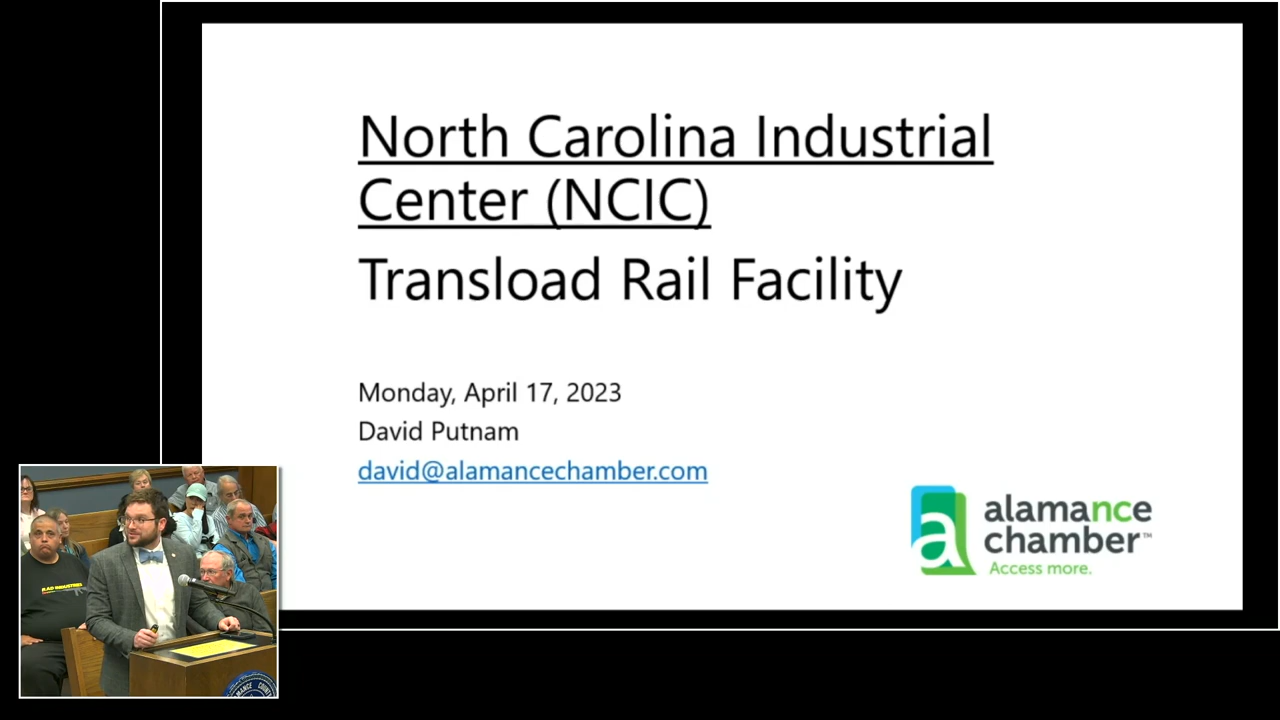 North Carolina Industrial
Center (NCIC)
Transload Rail Facility
Monday, April 17, 2023
David Putnam
david@alamancechamber.com
alamance
chamber™
Access more.